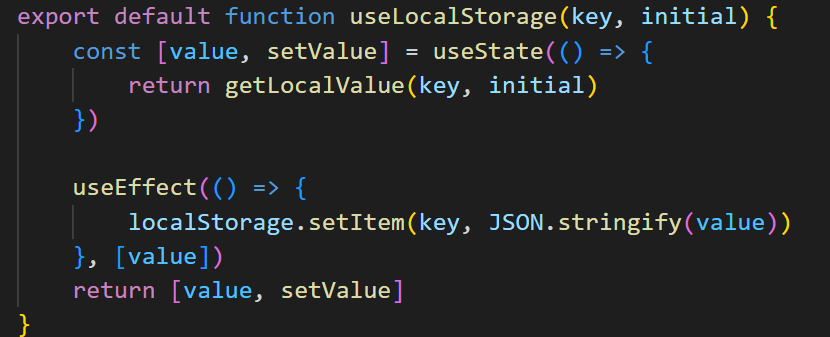 export default function useLocalStorage(key, initial) {
    const [value, setValue] = useState(() => {
        return getLocalValue(key, initial)
    })

    useEffect(() => {
        localStorage.setItem(key, JSON.stringify(value))
    }, [value])
    return [value, setValue]
}